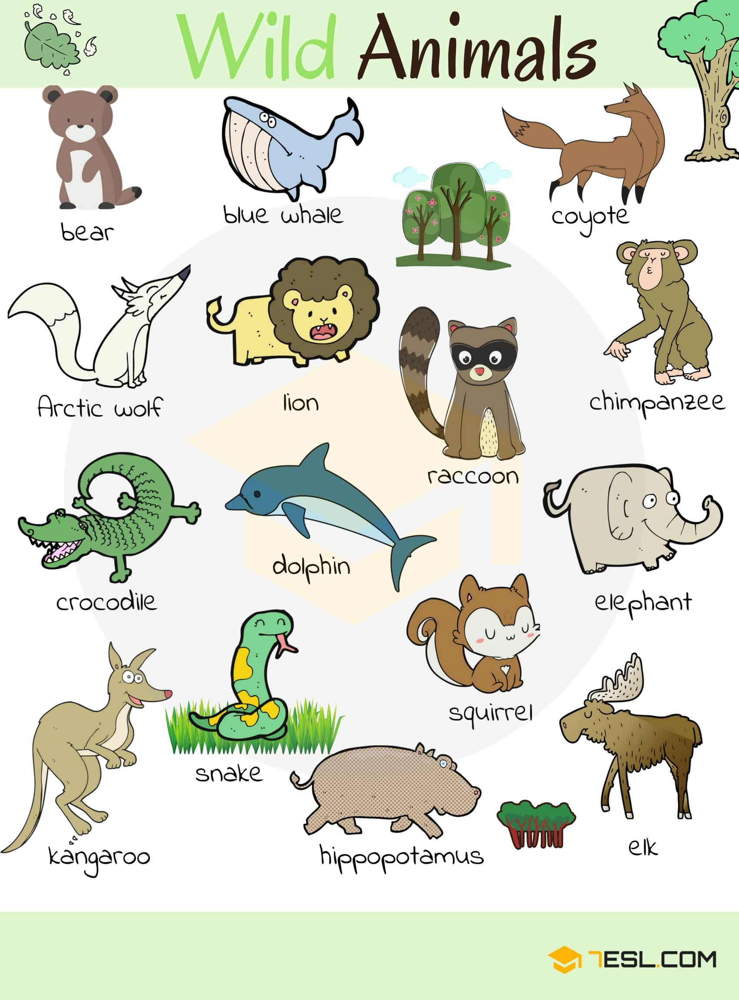 Wild Animals
bear
blue whale
coyote
Arctic wolf
lion
raccoon
chimpanzee
crocodile
dolphin
elephant
kangaroo
snake
squirrel
hippopotamus
elk
7ESL.COM